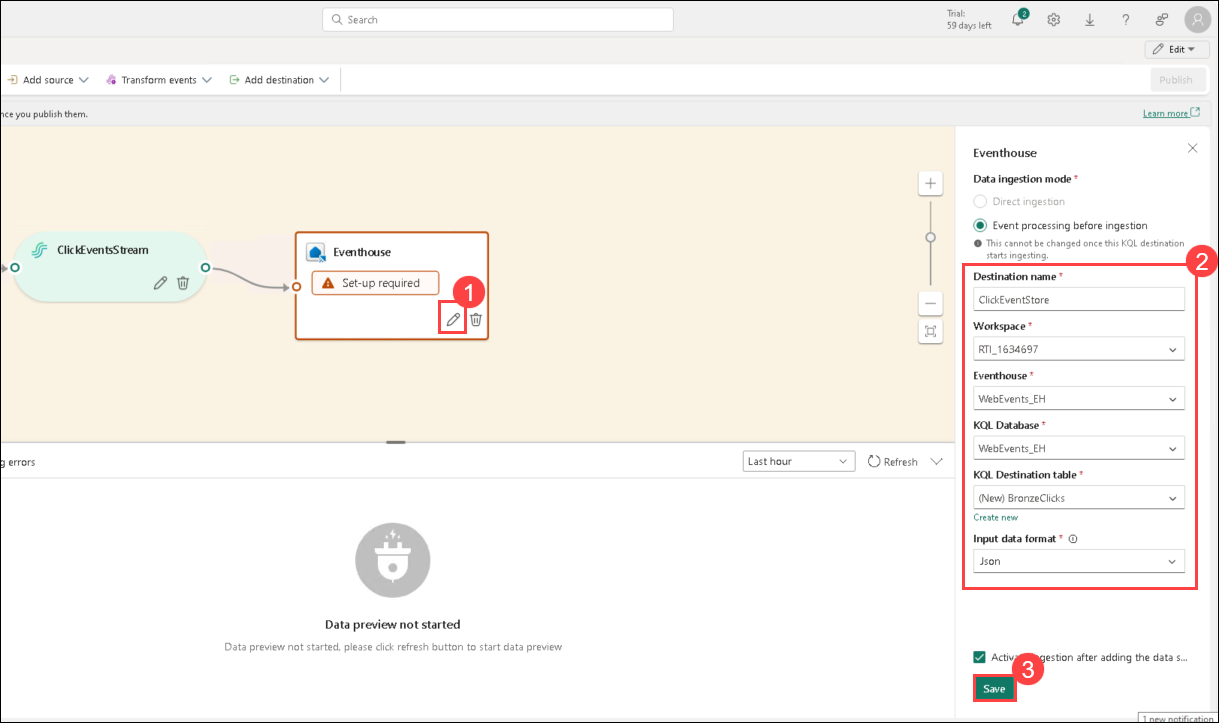 Search
Trial:
59 days left
2
Edit
Add source
Transform events
Add destination
Publish
nce you publish them.
Learn more
ClickEventsStream
Eventhouse
Set-up required
1
g errors
Last hour
Refresh
Data preview not started
Data preview not started, please click refresh button to start data preview
Eventhouse
Data ingestion mode *
Direct ingestion
Event processing before ingestion
This cannot be changed once this KQL destination
starts ingesting.
2
Destination name *
ClickEventStore
Workspace *
RTI_1634697
Eventhouse *
WebEvents_EH
KQL Database *
WebEvents_EH
KQL Destination table *
(New) BronzeClicks
Create new
Input data format *
Json
Activa gestion after adding the data s...
3
Save
1 new notification